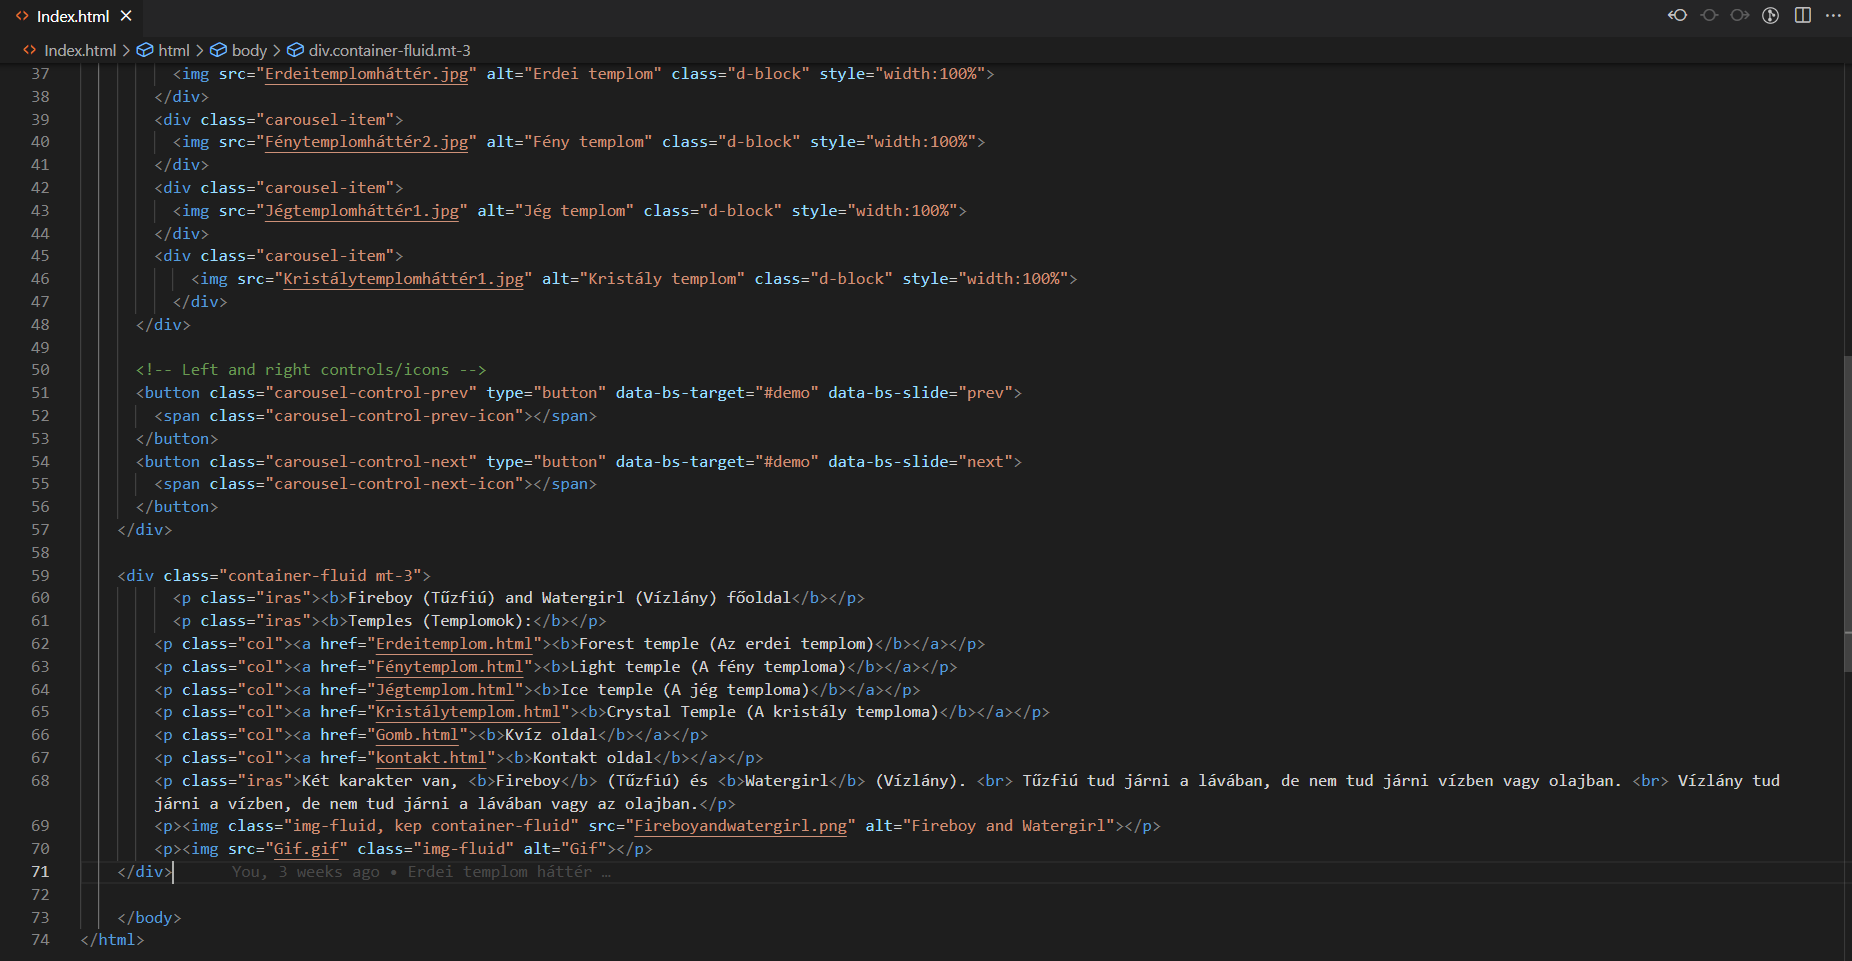 Index.html
Index.html > html > body > div.container-fluid.mt-3
37 <img src="Erdeitemplomháttér.jpg" alt="Erdei templom" class="d-block" style="width:100%">
38 </div>
39 <div class="carousel-item">
40 <img src="Fénytemplomháttér2.jpg" alt="Fény templom" class="d-block" style="width:100%">
41 </div>
42 <div class="carousel-item">
43 <img src="Jégtemplomháttér1.jpg" alt="Jég templom" class="d-block" style="width:100%">
44 </div>
45 <div class="carousel-item">
46 <img src="Kristálytemplomháttér1.jpg" alt="Kristály templom" class="d-block" style="width:100%">
47 </div>
48 </div>
49
50 <!-- Left and right controls/icons -->
51 <button class="carousel-control-prev" type="button" data-bs-target="#demo" data-bs-slide="prev">
52 <span class="carousel-control-prev-icon"></span>
53 </button>
54 <button class="carousel-control-next" type="button" data-bs-target="#demo" data-bs-slide="next">
55 <span class="carousel-control-next-icon"></span>
56 </button>
57 </div>
58
59 <div class="container-fluid mt-3">
60 <p class="iras"><b>Fireboy (Tűzfiú) and Watergirl (Vízlány) főoldal</b></p>
61 <p class="iras"><b>Temples (Templomok):</b></p>
62 <p class="col"><a href="Erdeitemplom.html"><b>Forest temple (Az erdei templom)</b></a></p>
63 <p class="col"><a href="Fénytemplom.html"><b>Light temple (A fény temploma)</b></a></p>
64 <p class="col"><a href="Jégtemplom.html"><b>Ice temple (A jég temploma)</b></a></p>
65 <p class="col"><a href="Kristálytemplom.html"><b>Crystal Temple (A kristály temploma)</b></a></p>
66 <p class="col"><a href="Gomb.html"><b>Kvíz oldal</b></a></p>
67 <p class="col"><a href="kontakt.html"><b>Kontakt oldal</b></a></p>
68 <p class="iras">Két karakter van, <b>Fireboy</b> (Tűzfiú) és <b>Watergirl</b> (Vízlány). <br> Tűzfiú tud járni a lávában, de nem tud járni vízben vagy olajban. <br> Vízlány tud
járni a vízben, de nem tud járni a lávában vagy az olajban.</p>
69 <p><img class="img-fluid, kep container-fluid" src="Fireboyandwatergirl.png" alt="Fireboy and Watergirl"></p>
70 <p><img src="Gif.gif" class="img-fluid" alt="Gif"></p>
71 </div> You, 3 weeks ago • Erdei templom háttér …
72
73 </body>
74 </html>